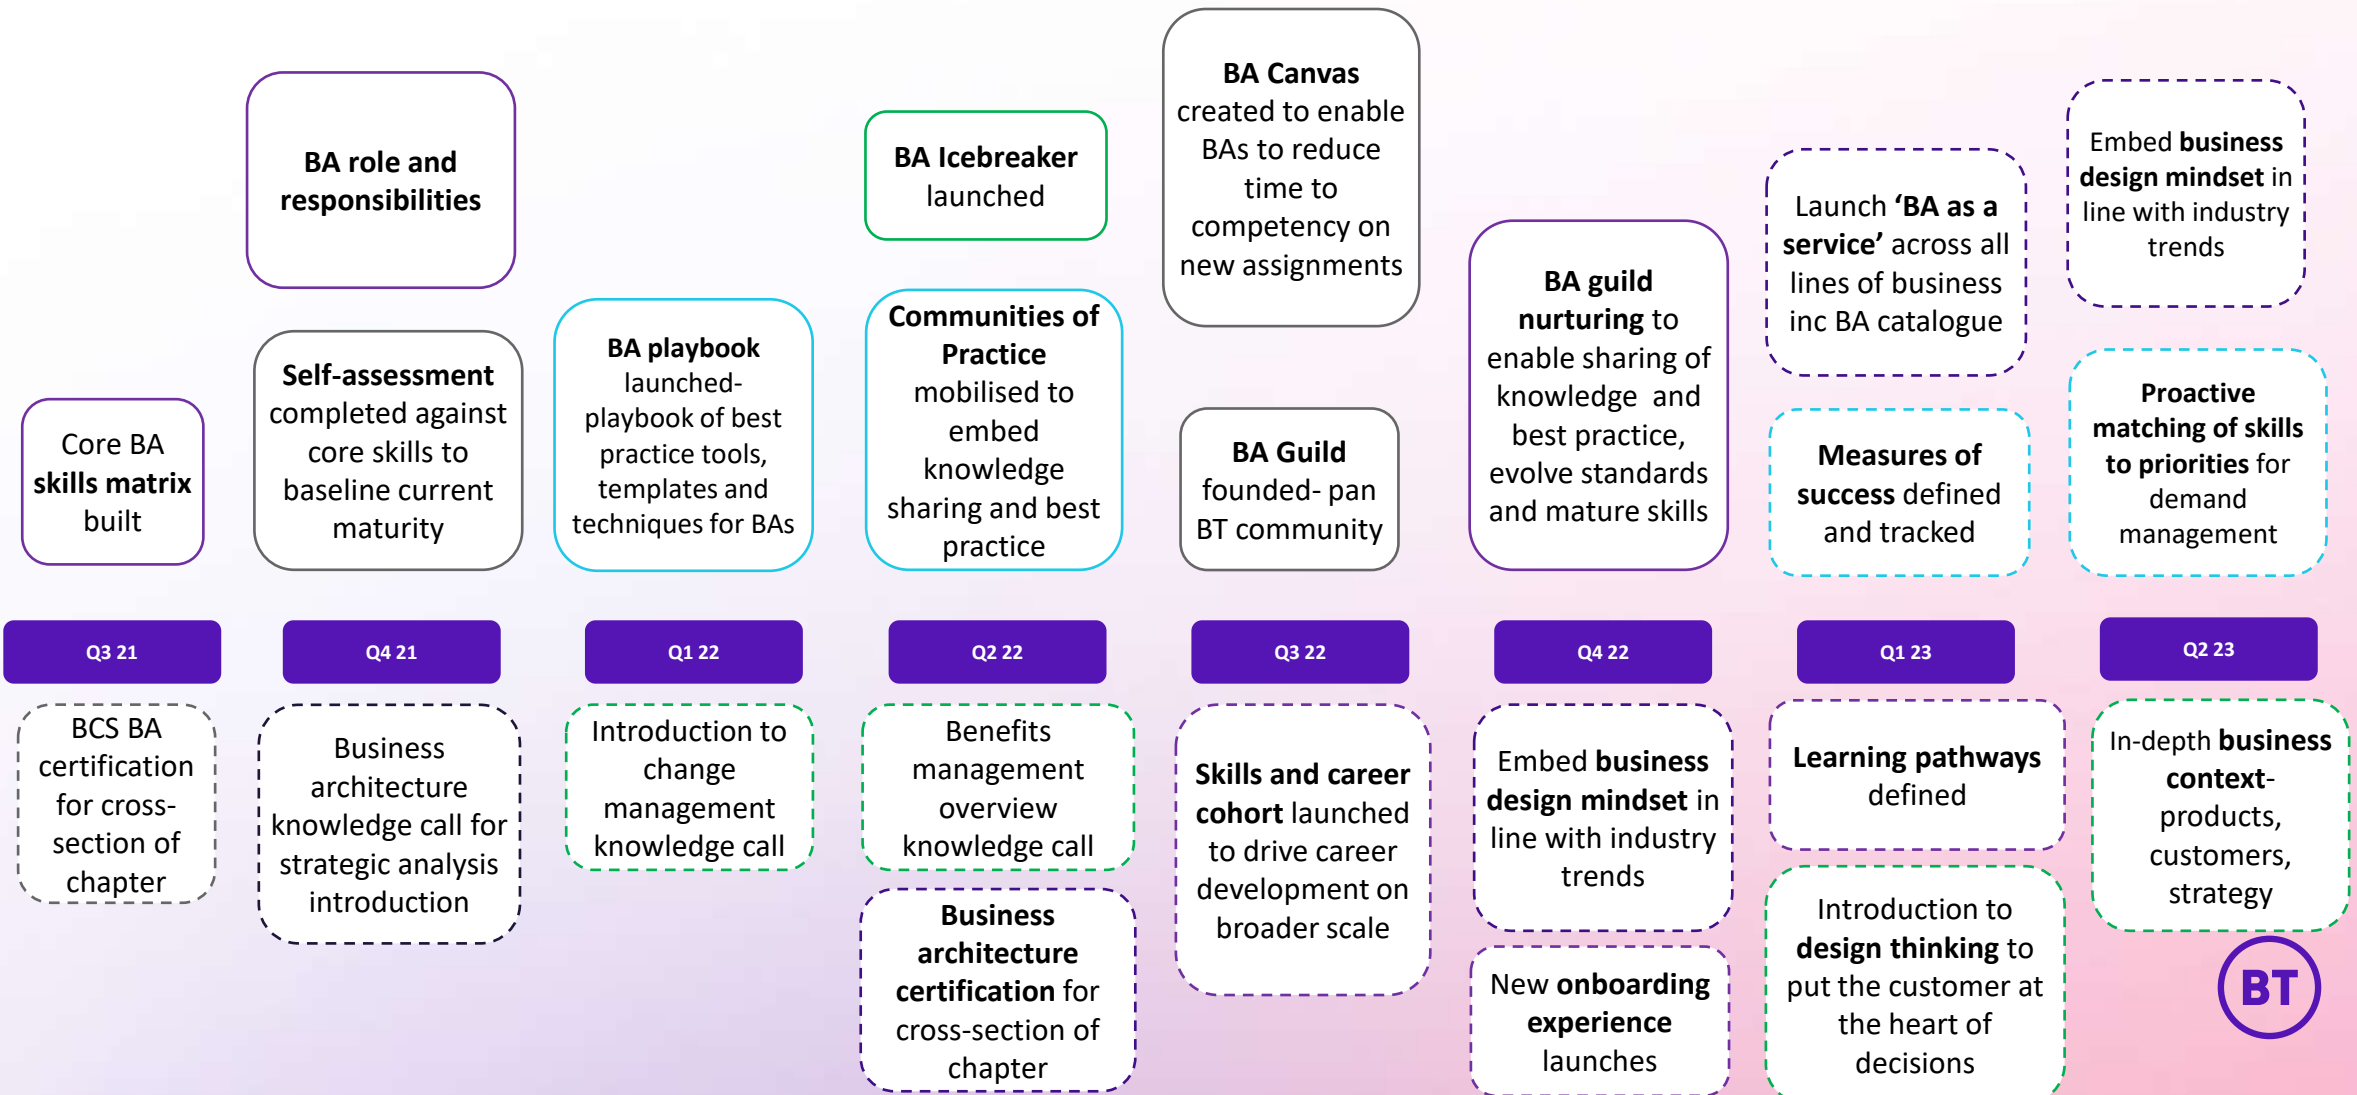 BA role and
responsibilities
BA Icebreaker
launched
BA Canvas
created to enable
BAs to reduce
time to
competency on
new assignments
Embed business
design mindset in
line with industry
trends
Launch ‘BA as a
service’ across all
lines of business
inc BA catalogue
Core BA
skills matrix
built
Self-assessment
completed against
core skills to
baseline current
maturity
BA playbook
launched-
playbook of best
practice tools,
templates and
techniques for BAs
Communities of
Practice
mobilised to
embed
knowledge
sharing and best
practice
BA Guild
founded- pan
BT community
BA guild
nurturing to
enable sharing of
knowledge and
best practice,
evolve standards
and mature skills
Measures of
success defined
and tracked
Proactive
matching of skills
to priorities for
demand
management
Q3 21
Q4 21
Q1 22
Q2 22
Q3 22
Q4 22
Q1 23
Q2 23
BCS BA
certification
for cross-
section of
chapter
Business
architecture
knowledge call for
strategic analysis
introduction
Introduction to
change
management
knowledge call
Benefits
management
overview
knowledge call
Business
architecture
certification for
cross-section of
chapter
Skills and career
cohort launched
to drive career
development on
broader scale
Embed business
design mindset in
line with industry
trends
New onboarding
experience
launches
Learning pathways
defined
Introduction to
design thinking to
put the customer at
the heart of
decisions
In-depth business
context-
products,
customers,
strategy
BT